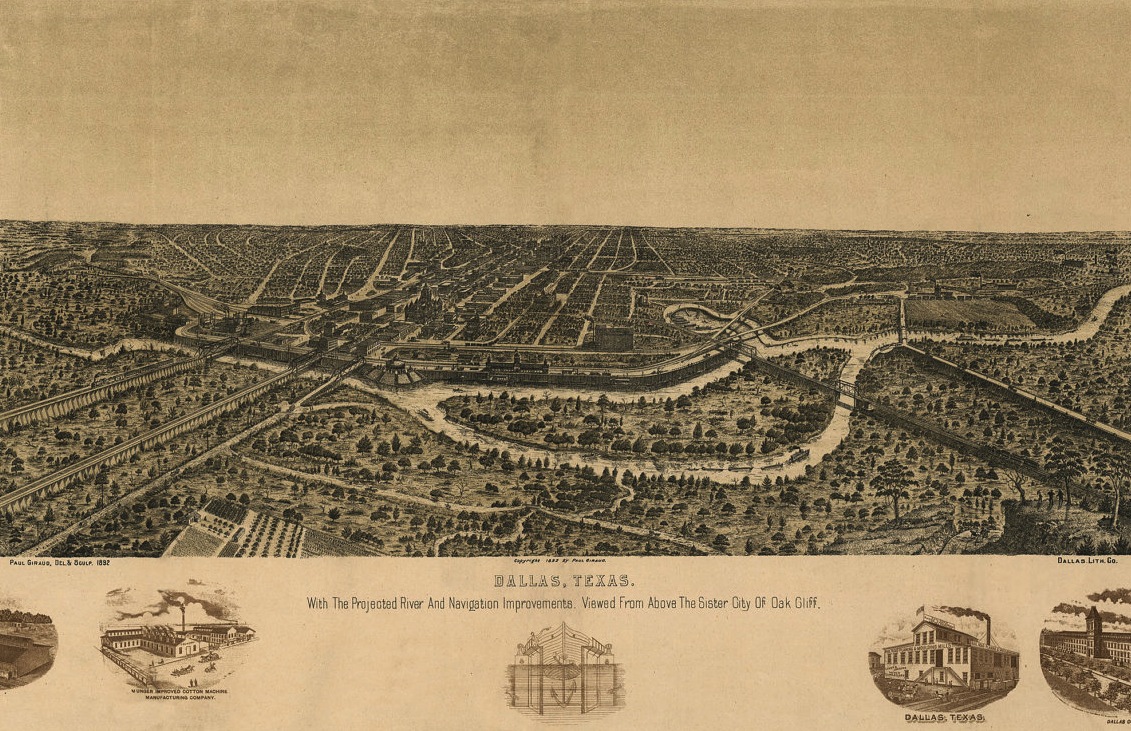 PAUL GIRAUD, DEL. & SCULP. 1892
Copyright 1892 by Paul Giraud.
DALLAS. LITH. CO.
DALLAS, TEXAS.
With The Projected River And Navigation Improvements. Viewed From Above The Sister City Of Oak Cliff.
MUNGER IMPROVED COTTON MACHINE
MANUFACTURING COMPANY.
DALLAS, TEXAS.
DALLAS